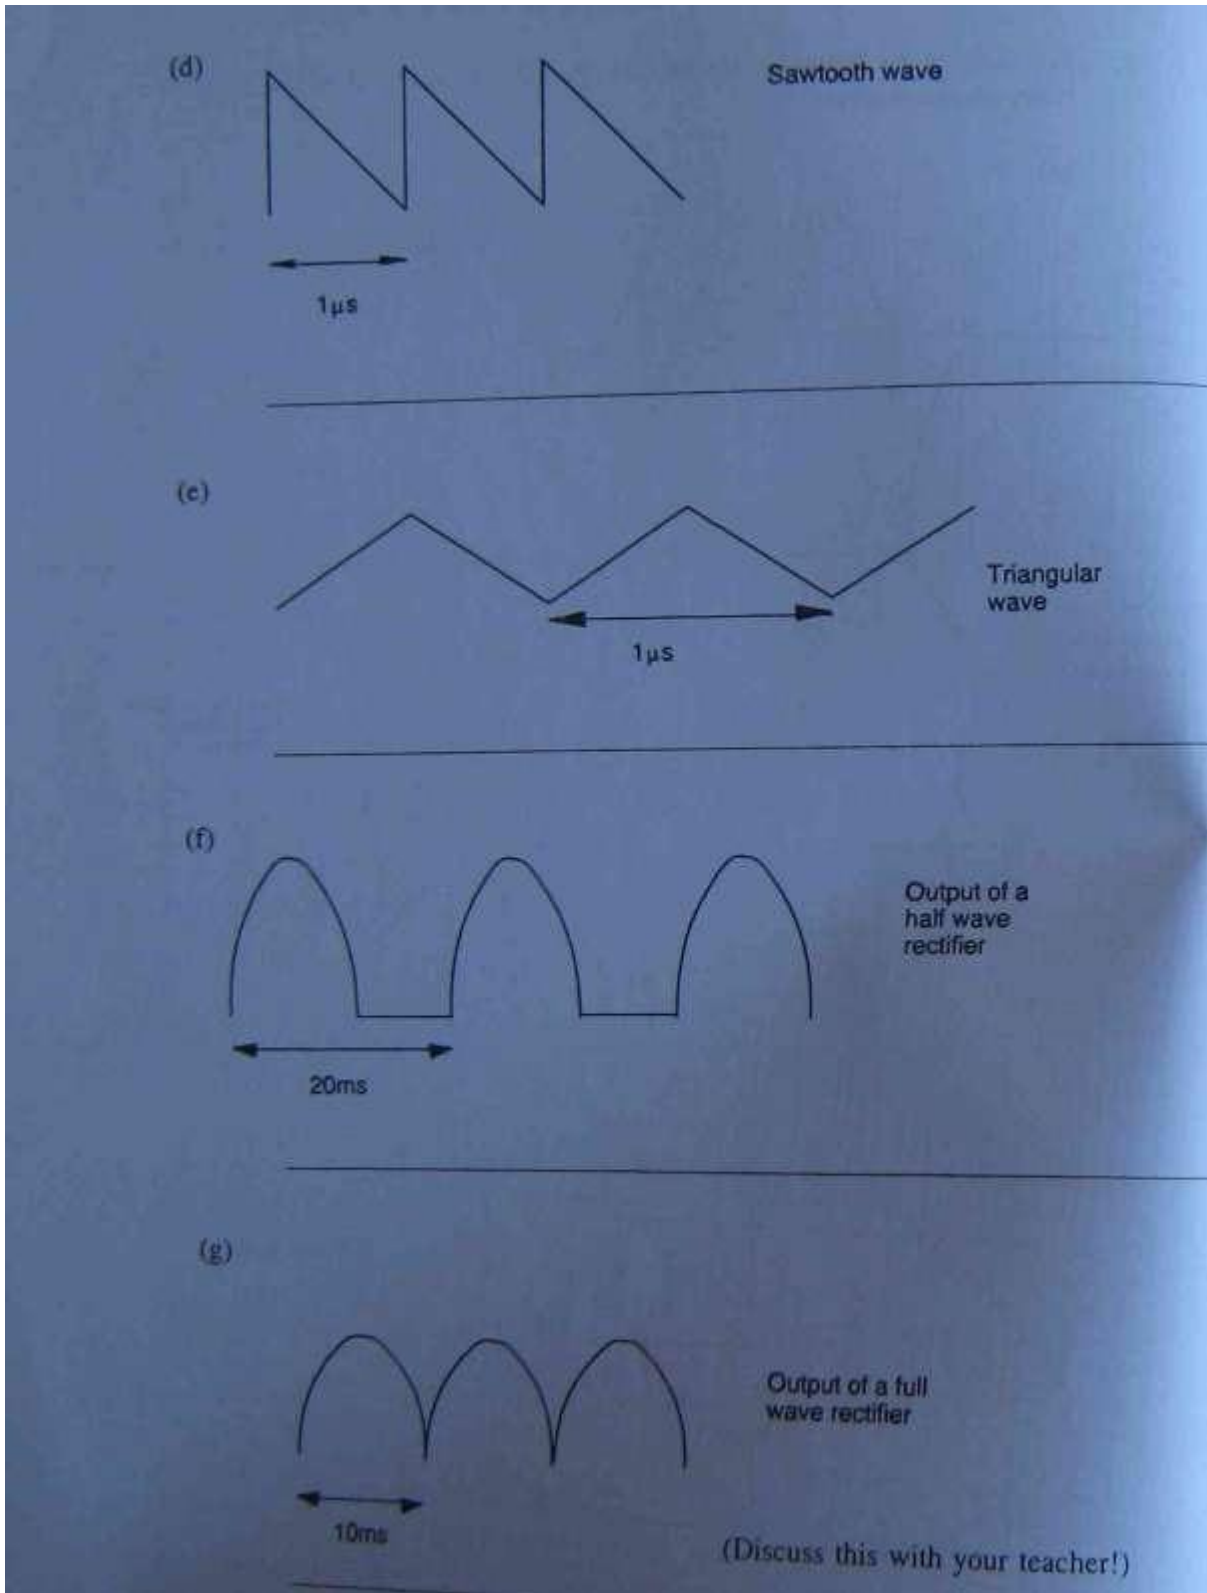 (d)
Sawtooth wave
1μs
(e)
Triangular
wave
1μs
(f)
Output of a
half wave
rectifier
20ms
(g)
Output of a full
wave rectifier
10ms
(Discuss this with your teacher!)